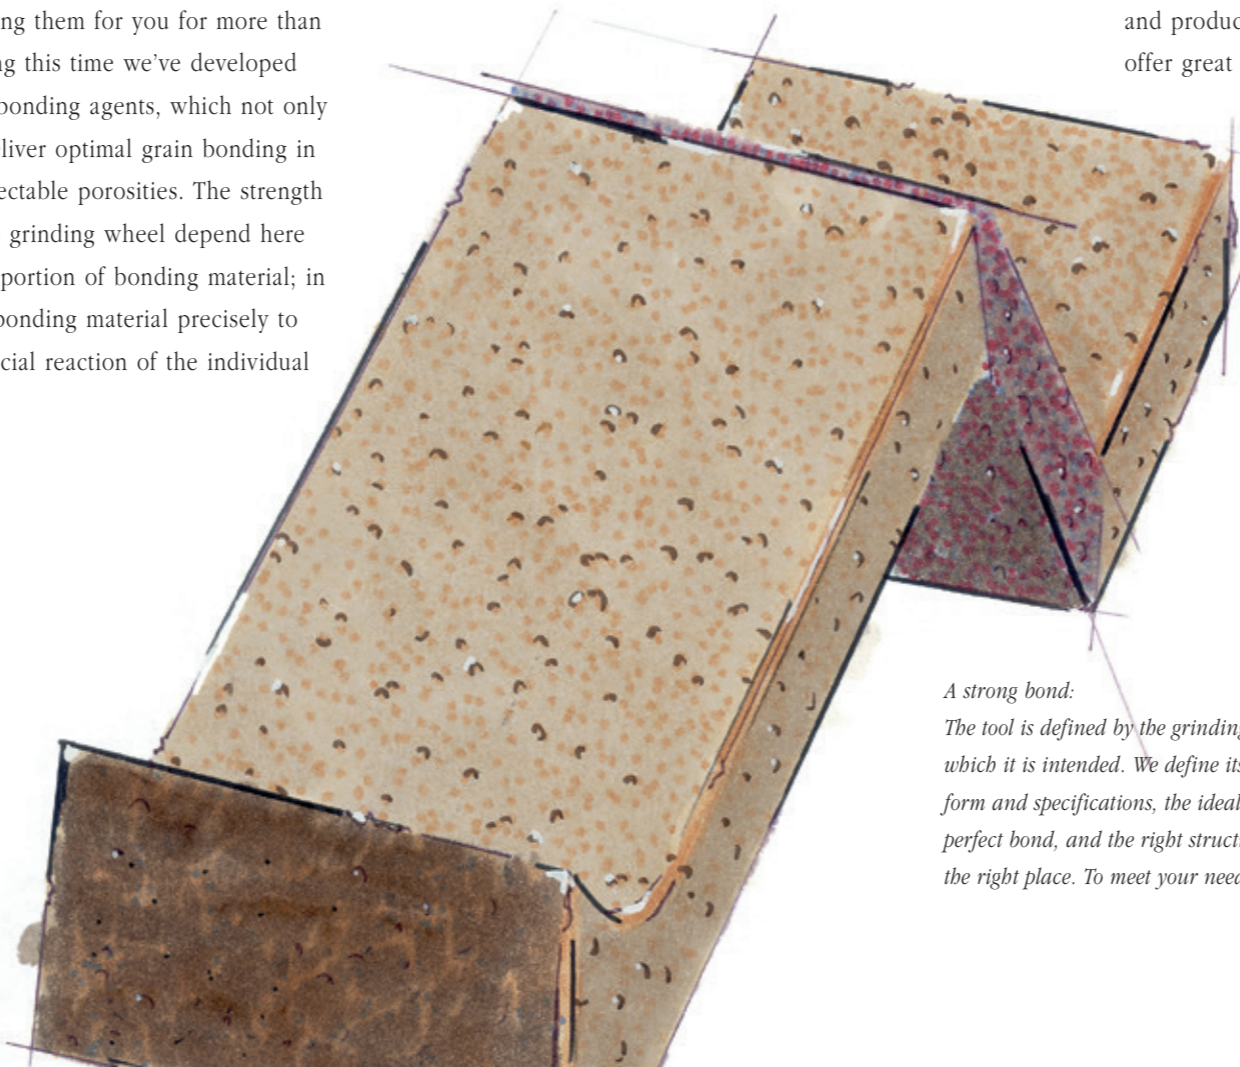 ng them for you for more than
g this time we've developed
bonding agents, which not only
liver optimal grain bonding in
ectable porosities. The strength
grinding wheel depend here
portion of bonding material; in
bonding material precisely to
cial reaction of the individual
and produc
offer great
A strong bond:
The tool is defined by the grinding
which it is intended. We define its
form and specifications, the ideal
perfect bond, and the right struct
the right place. To meet your need